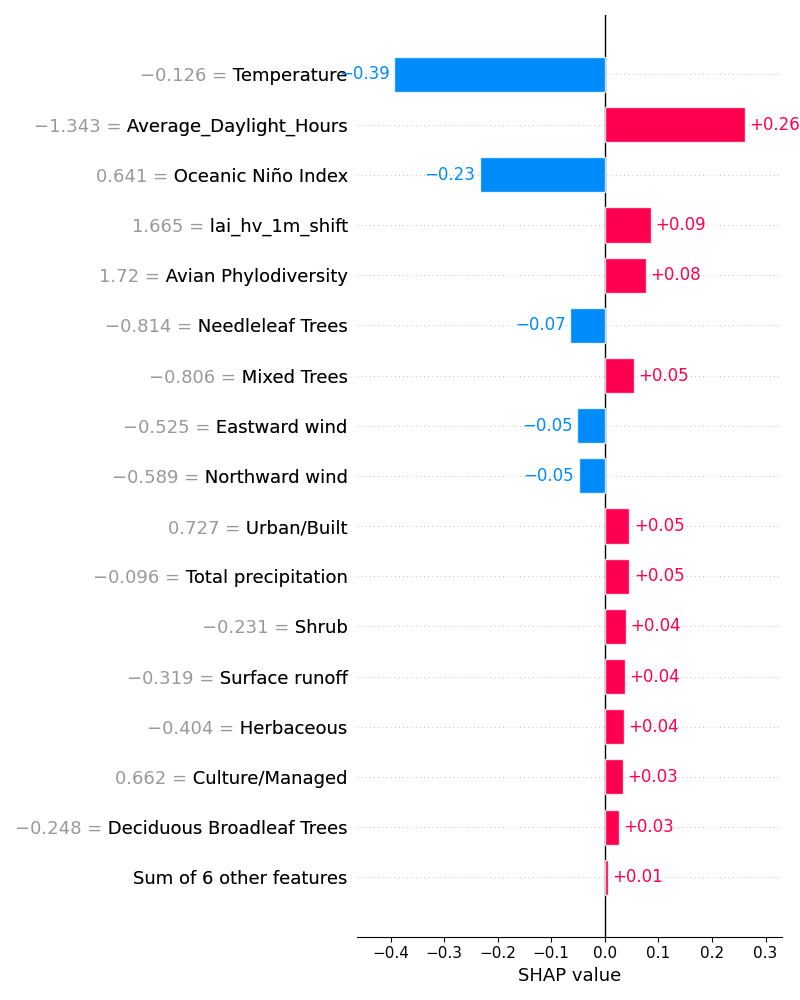 −0.126 = Temperature −0.39
−1.343 = Average_Daylight_Hours +0.26
0.641 = Oceanic Niño Index −0.23
1.665 = lai_hv_1m_shift +0.09
1.72 = Avian Phylodiversity +0.08
−0.814 = Needleleaf Trees −0.07
−0.806 = Mixed Trees +0.05
−0.525 = Eastward wind −0.05
−0.589 = Northward wind −0.05
0.727 = Urban/Built +0.05
−0.096 = Total precipitation +0.05
−0.231 = Shrub +0.04
−0.319 = Surface runoff +0.04
−0.404 = Herbaceous +0.04
0.662 = Culture/Managed +0.03
−0.248 = Deciduous Broadleaf Trees +0.03
Sum of 6 other features +0.01
−0.4 −0.3 −0.2 −0.1 0.0 0.1 0.2 0.3
SHAP value